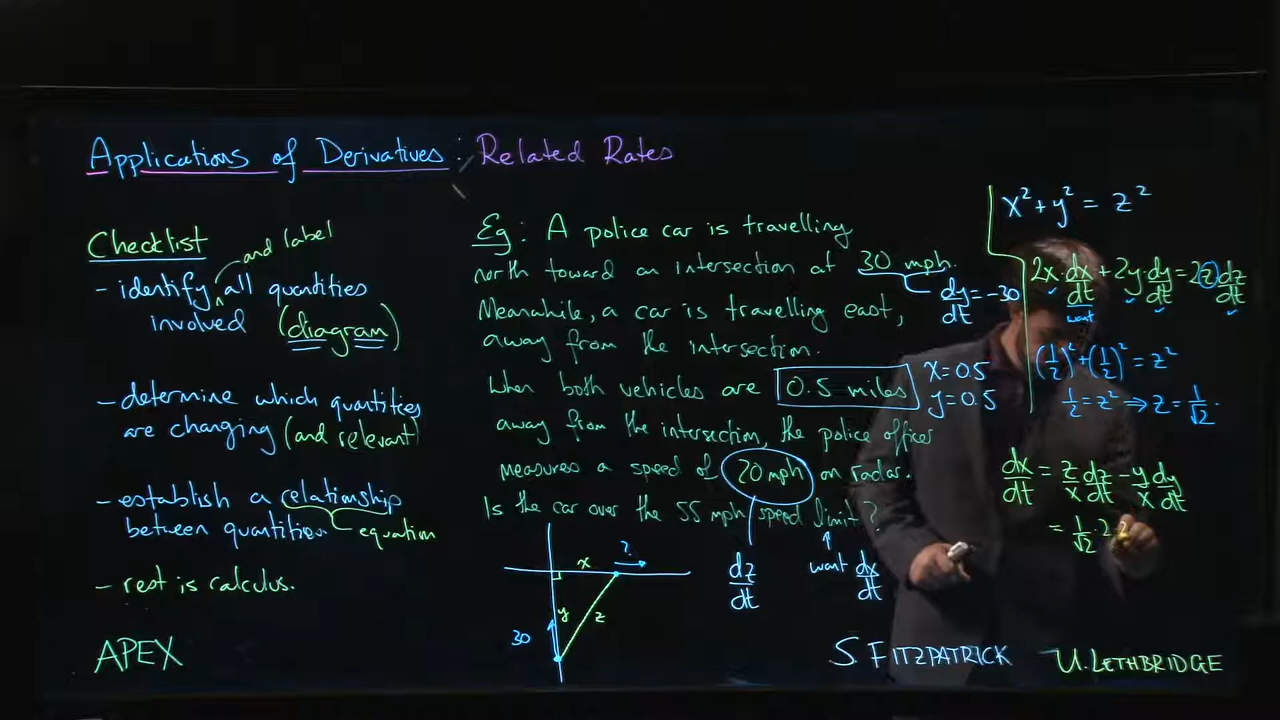 Applications of Derivatives: Related Rates
Checklist
and label
- identify all quantities
involved (diagram)
- determine which quantities
are changing (and relevant)
- establish a relationship
between quantities equation
- rest is calculus.
APEX
Eg: A police car is travelling
north toward an intersection at 30 mph.
dy/dt = -30
Meanwhile, a car is travelling east,
away from the intersection.
When both vehicles are 0.5 miles
x = 0.5
y = 0.5
away from the intersection, the police officer
measures a speed of 20 mph on radar.
Is the car over the 55 mph speed limit?
dz/dt
want dx/dt
?
x
y
z
30
x² + y² = z²
2x · dx/dt + 2y · dy/dt = 2z dz/dt
want
(1/2)² + (1/2)² = z²
1/2 = z² ⇒ z = 1/√2.
dx/dt = z/x dz/dt - y/x dy/dt
= 1/√2 · 2
S. FITZPATRICK
U. LETHBRIDGE